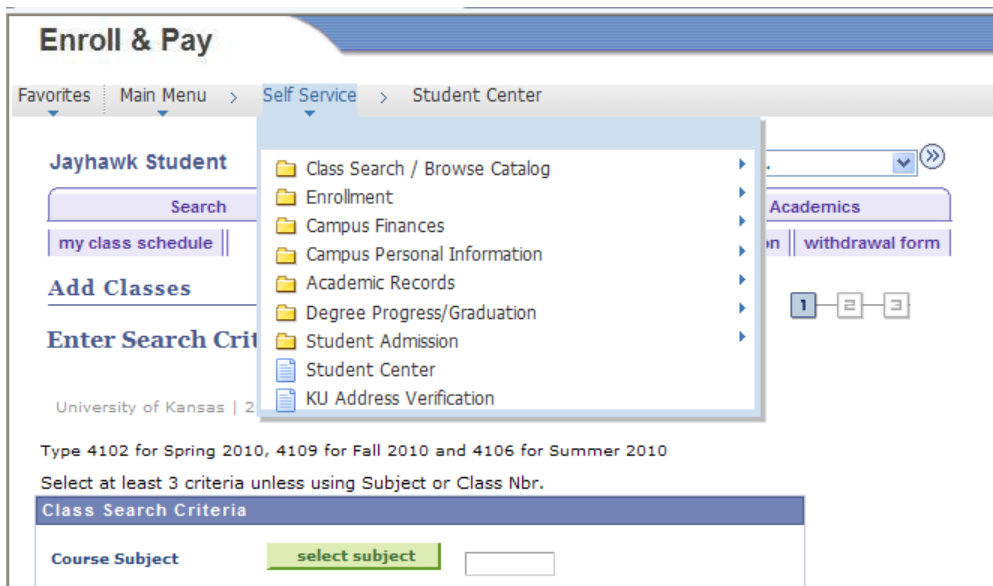 Enroll & Pay
Favorites Main Menu > Self Service > Student Center
Jayhawk Student
Search
Academics
my class schedule
withdrawal form
Class Search / Browse Catalog
Enrollment
Campus Finances
Campus Personal Information
Academic Records
Degree Progress/Graduation
Student Admission
Student Center
KU Address Verification
Add Classes
1 2 3
Enter Search
University of Kansas |
Type 4102 for Spring 2010, 4109 for Fall 2010 and 4106 for Summer 2010
Select at least 3 criteria unless using Subject or Class Nbr.
Class Search Criteria
Course Subject select subject